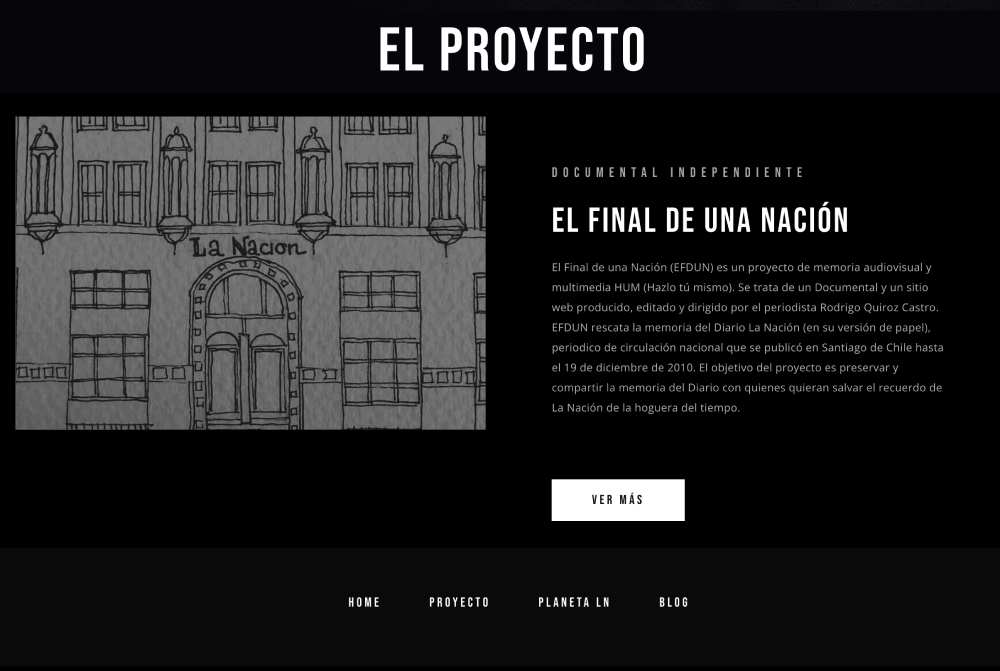 EL PROYECTO
La Nacion
DOCUMENTAL INDEPENDIENTE
EL FINAL DE UNA NACIÓN
El Final de una Nación (EFDUN) es un proyecto de memoria audiovisual y
multimedia HUM (Hazlo tú mismo). Se trata de un Documental y un sitio
web producido, editado y dirigido por el periodista Rodrigo Quiroz Castro.
EFDUN rescata la memoria del Diario La Nación (en su versión de papel),
periodico de circulación nacional que se publicó en Santiago de Chile hasta
el 19 de diciembre de 2010. El objetivo del proyecto es preservar y
compartir la memoria del Diario con quienes quieran salvar el recuerdo de
La Nación de la hoguera del tiempo.
VER MÁS
HOME PROYECTO PLANETA LN BLOG